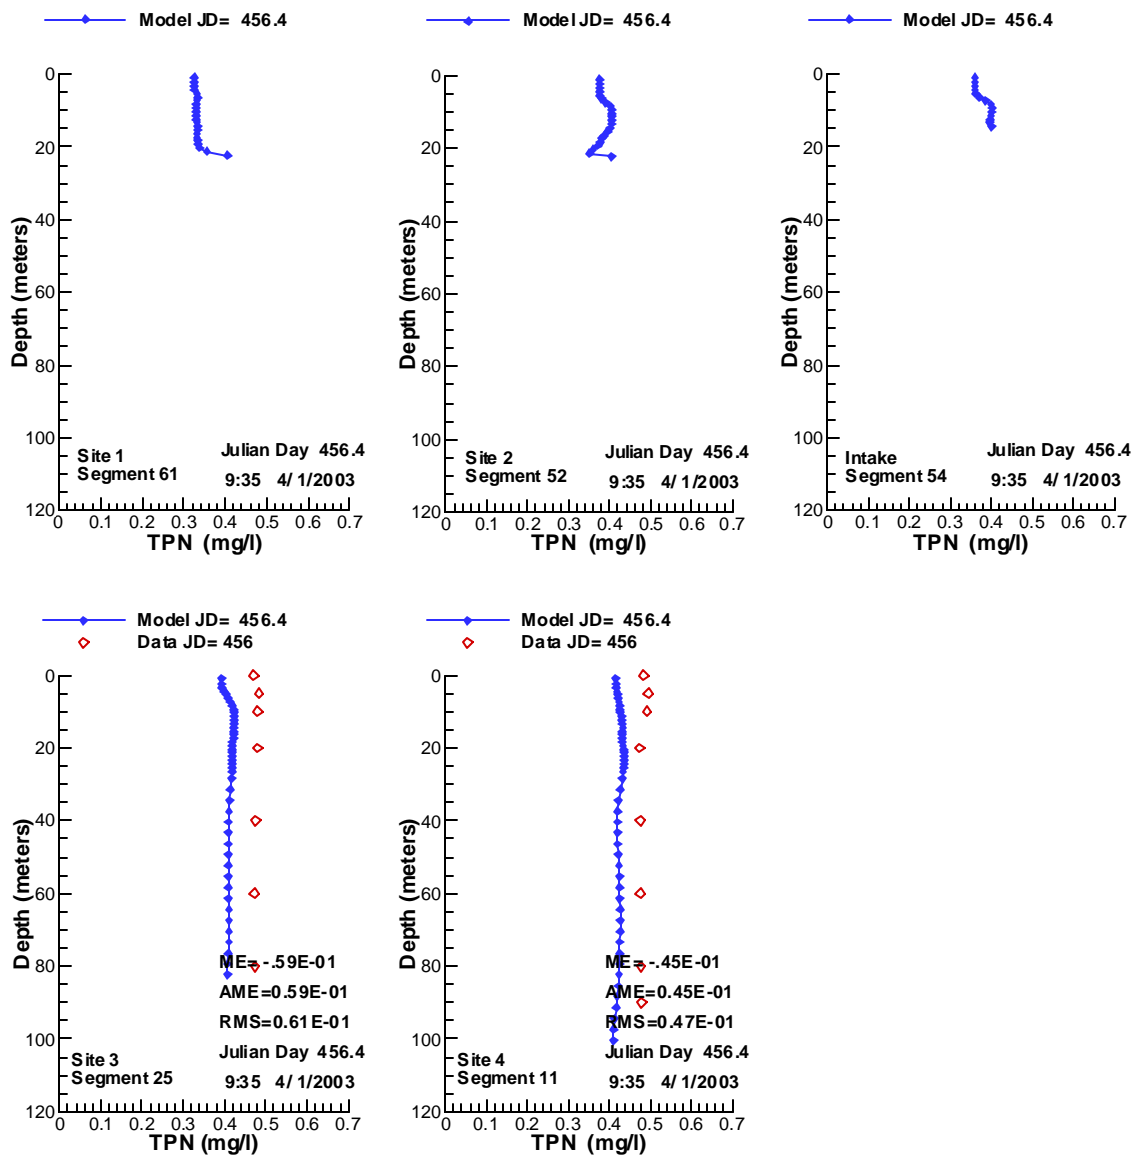 Model JD= 456.4
0
20
40
60
80
100
120
Depth (meters)
Site 1
Segment 61
Julian Day 456.4
9:35 4/ 1/2003
0 0.1 0.2 0.3 0.4 0.5 0.6 0.7
TPN (mg/l)
Model JD= 456.4
0
20
40
60
80
100
120
Depth (meters)
Site 2
Segment 52
Julian Day 456.4
9:35 4/ 1/2003
0 0.1 0.2 0.3 0.4 0.5 0.6 0.7
TPN (mg/l)
Model JD= 456.4
0
20
40
60
80
100
120
Depth (meters)
Intake
Segment 54
Julian Day 456.4
9:35 4/ 1/2003
0 0.1 0.2 0.3 0.4 0.5 0.6 0.7
TPN (mg/l)
Model JD= 456.4
Data JD= 456
0
20
40
60
80
100
120
Depth (meters)
ME= -.59E-01
AME=0.59E-01
RMS=0.61E-01
Site 3
Segment 25
Julian Day 456.4
9:35 4/ 1/2003
0 0.1 0.2 0.3 0.4 0.5 0.6 0.7
TPN (mg/l)
Model JD= 456.4
Data JD= 456
0
20
40
60
80
100
120
Depth (meters)
ME= -.45E-01
AME=0.45E-01
RMS=0.47E-01
Site 4
Segment 11
Julian Day 456.4
9:35 4/ 1/2003
0 0.1 0.2 0.3 0.4 0.5 0.6 0.7
TPN (mg/l)